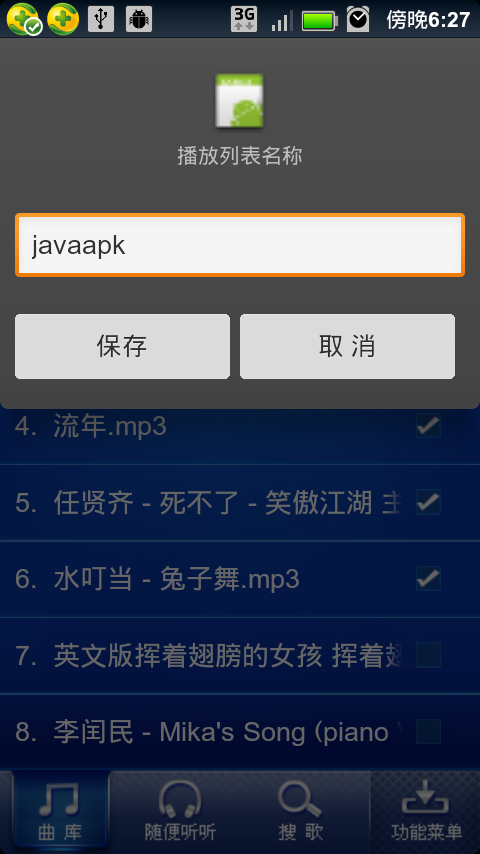 3G 傍晚6:27
播放列表名称
javaapk
保存 取 消
4. 流年.mp3
5. 任贤齐 - 死不了 - 笑傲江湖
6. 水叮当 - 兔子舞.mp3
7. 英文版挥着翅膀的女孩 挥着
8. 李闰民 - Mika's Song (piano
曲 库 随便听听 搜 歌 功能菜单